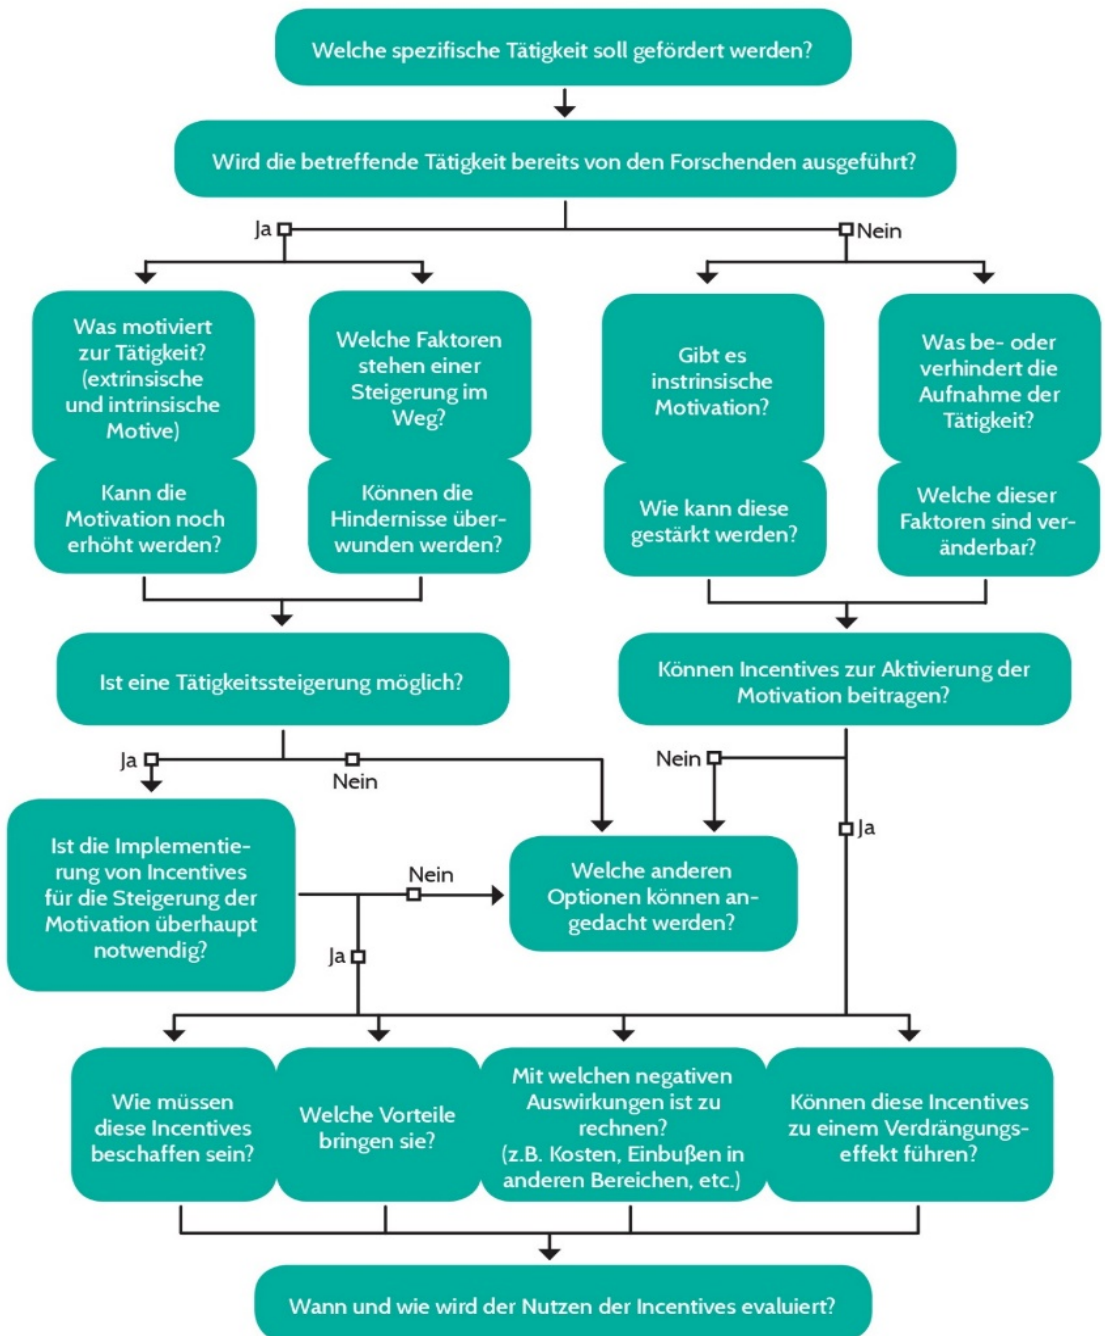 Welche spezifische Tätigkeit soll gefördert werden?
Wird die betreffende Tätigkeit bereits von den Forschenden ausgeführt?
Ja
Nein
Was motiviert
zur Tätigkeit?
(extrinsische
und intrinsische
Motive)
Welche Faktoren
stehen einer
Steigerung im
Weg?
Gibt es
instrinsische
Motivation?
Was be- oder
verhindert die
Aufnahme der
Tätigkeit?
Kann die
Motivation noch
erhöht werden?
Können die
Hindernisse über-
wunden werden?
Wie kann diese
gestärkt werden?
Welche dieser
Faktoren sind ver-
änderbar?
Ist eine Tätigkeitssteigerung möglich?
Können Incentives zur Aktivierung der
Motivation beitragen?
Ja
Nein
Nein
Ja
Ist die Implementie-
rung von Incentives
für die Steigerung der
Motivation überhaupt
notwendig?
Nein
Ja
Welche anderen
Optionen können an-
gedacht werden?
Wie müssen
diese Incentives
beschaffen sein?
Welche Vorteile
bringen sie?
Mit welchen negativen
Auswirkungen ist zu
rechnen?
(z.B. Kosten, Einbußen in
anderen Bereichen, etc.)
Können diese Incentives
zu einem Verdrängungs-
effekt führen?
Wann und wie wird der Nutzen der Incentives evaluiert?